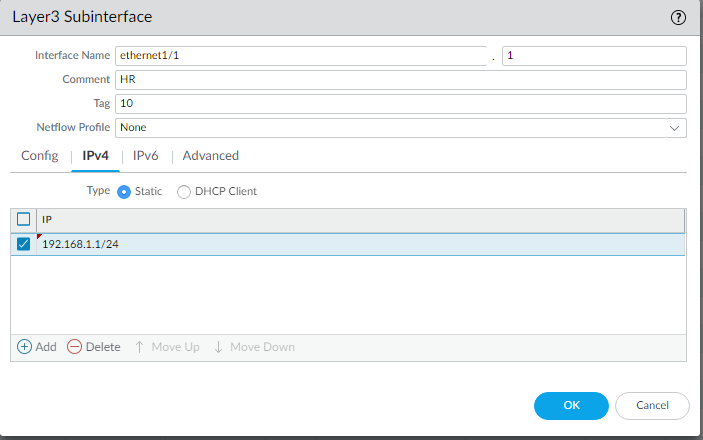 Layer3 Subinterface
?
Interface Name ethernet1/1 . 1
Comment HR
Tag 10
Netflow Profile None
Config | IPv4 | IPv6 | Advanced
Type Static DHCP Client
IP
192.168.1.1/24
Add Delete ↑ Move Up ↓ Move Down
OK Cancel